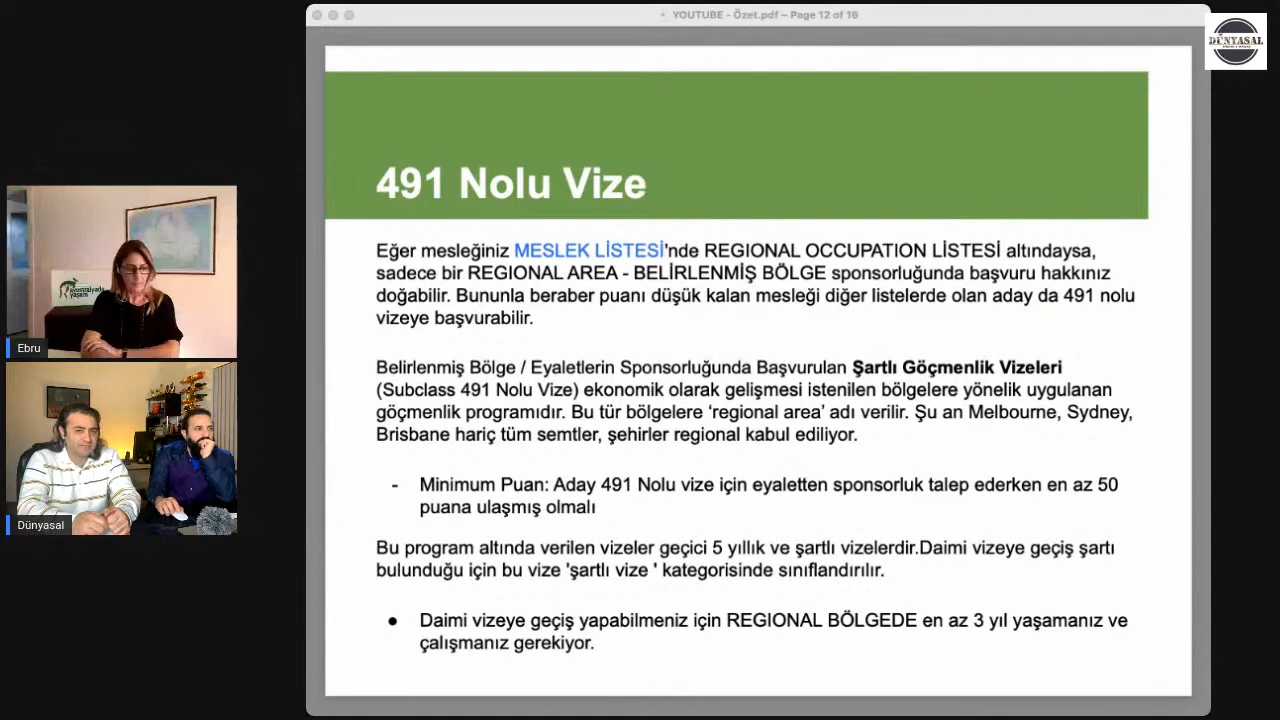 YOUTUBE - Özet.pdf – Page 12 of 16
DÜNYASAL
491 Nolu Vize
Eğer mesleğiniz MESLEK LİSTESİ'nde REGIONAL OCCUPATION LİSTESİ altındaysa,
sadece bir REGIONAL AREA - BELİRLENMİŞ BÖLGE sponsorluğunda başvuru hakkınız
doğabilir. Bununla beraber puanı düşük kalan mesleği diğer listelerde olan aday da 491 nolu
vizeye başvurabilir.
Belirlenmiş Bölge / Eyaletlerin Sponsorluğunda Başvurulan Şartlı Göçmenlik Vizeleri
(Subclass 491 Nolu Vize) ekonomik olarak gelişmesi istenilen bölgelere yönelik uygulanan
göçmenlik programıdır. Bu tür bölgelere ‘regional area’ adı verilir. Şu an Melbourne, Sydney,
Brisbane hariç tüm semtler, şehirler regional kabul ediliyor.
- Minimum Puan: Aday 491 Nolu vize için eyaletten sponsorluk talep ederken en az 50
puana ulaşmış olmalı
Bu program altında verilen vizeler geçici 5 yıllık ve şartlı vizelerdir.Daimi vizeye geçiş şartı
bulunduğu için bu vize 'şartlı vize ' kategorisinde sınıflandırılır.
● Daimi vizeye geçiş yapabilmeniz için REGIONAL BÖLGEDE en az 3 yıl yaşamanız ve
çalışmanız gerekiyor.
avustralyada
yaşam
Ebru
Dünyasal